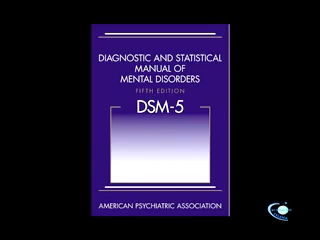 DIAGNOSTIC AND STATISTICAL
MANUAL OF
MENTAL DISORDERS
FIFTH EDITION
DSM-5
AMERICAN PSYCHIATRIC ASSOCIATION